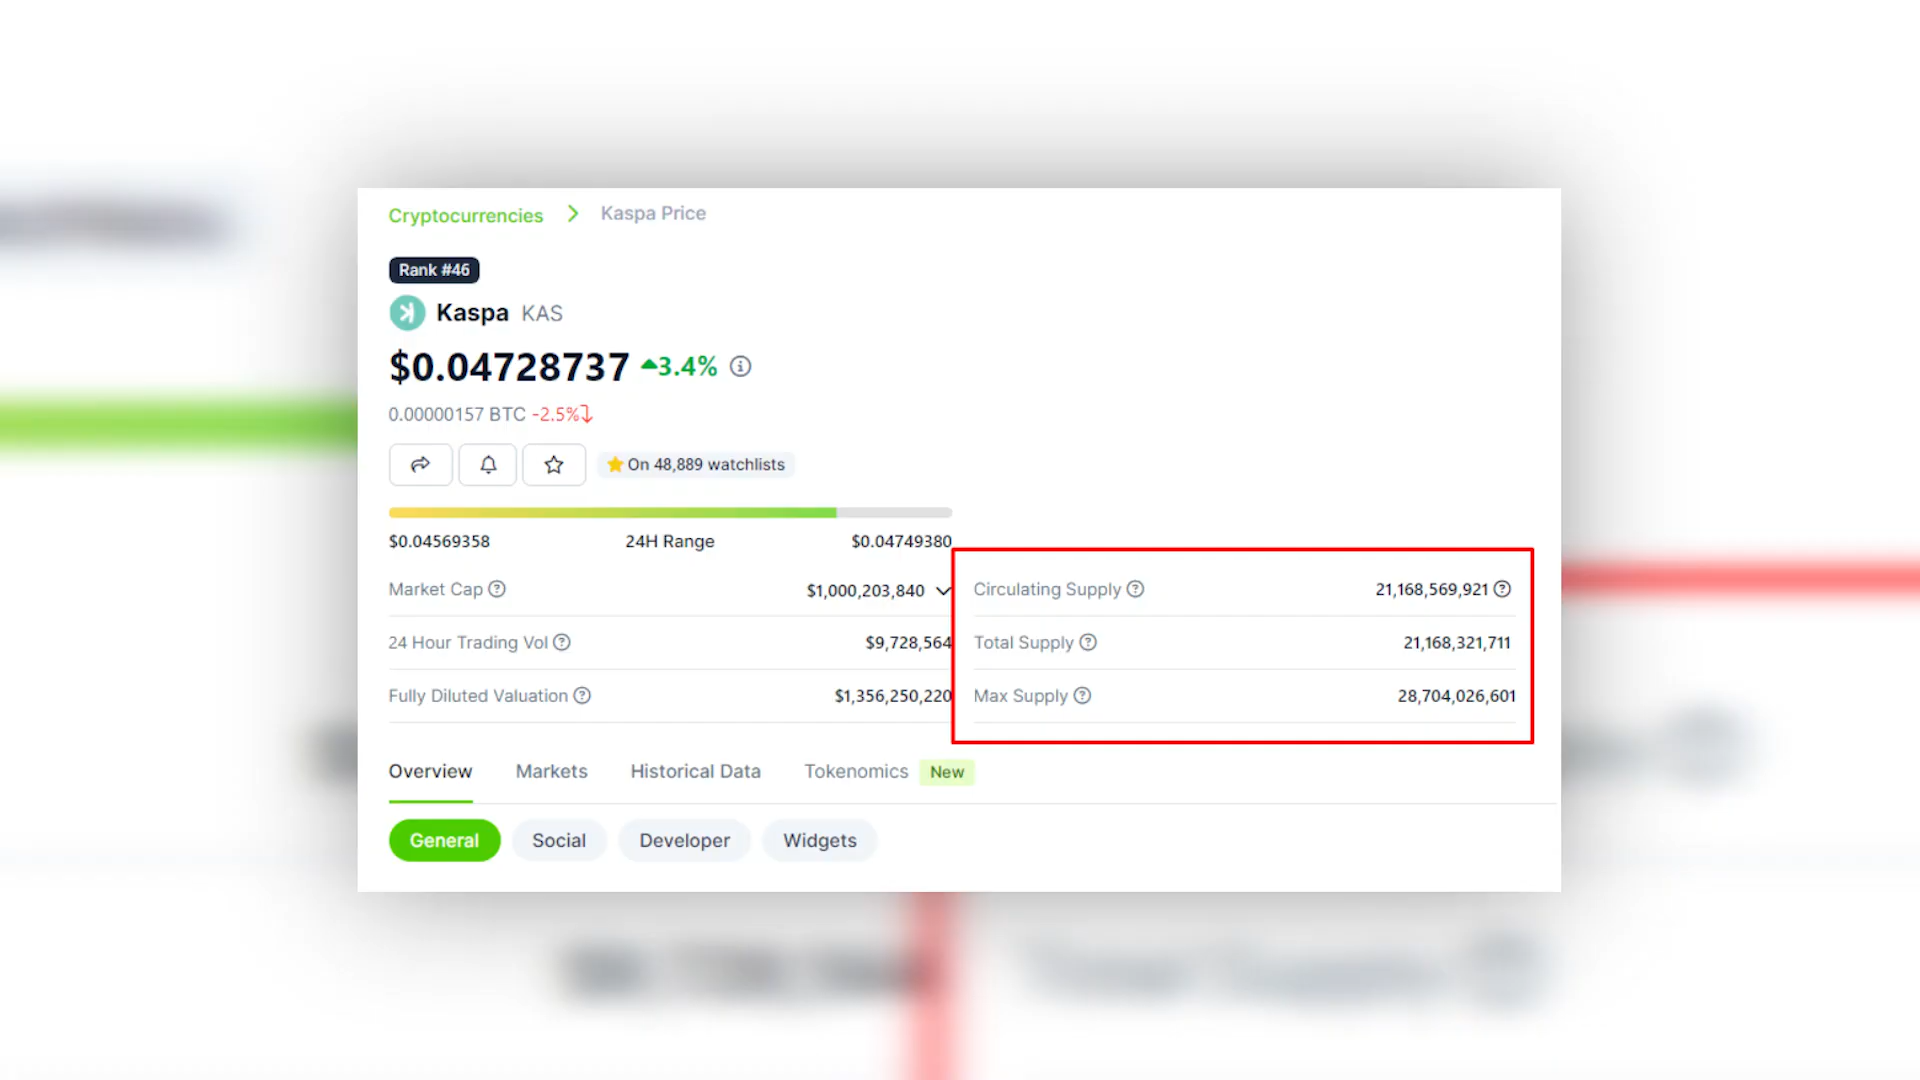 Cryptocurrencies > Kaspa Price
Rank #46
Kaspa KAS
$0.04728737 3.4%
0.00000157 BTC -2.5%
On 48,889 watchlists
$0.04569358 24H Range $0.04749380
Market Cap $1,000,203,840
24 Hour Trading Vol $9,728,564
Fully Diluted Valuation $1,356,250,220
Circulating Supply 21,168,569,921
Total Supply 21,168,321,711
Max Supply 28,704,026,601
Overview Markets Historical Data Tokenomics New
General Social Developer Widgets